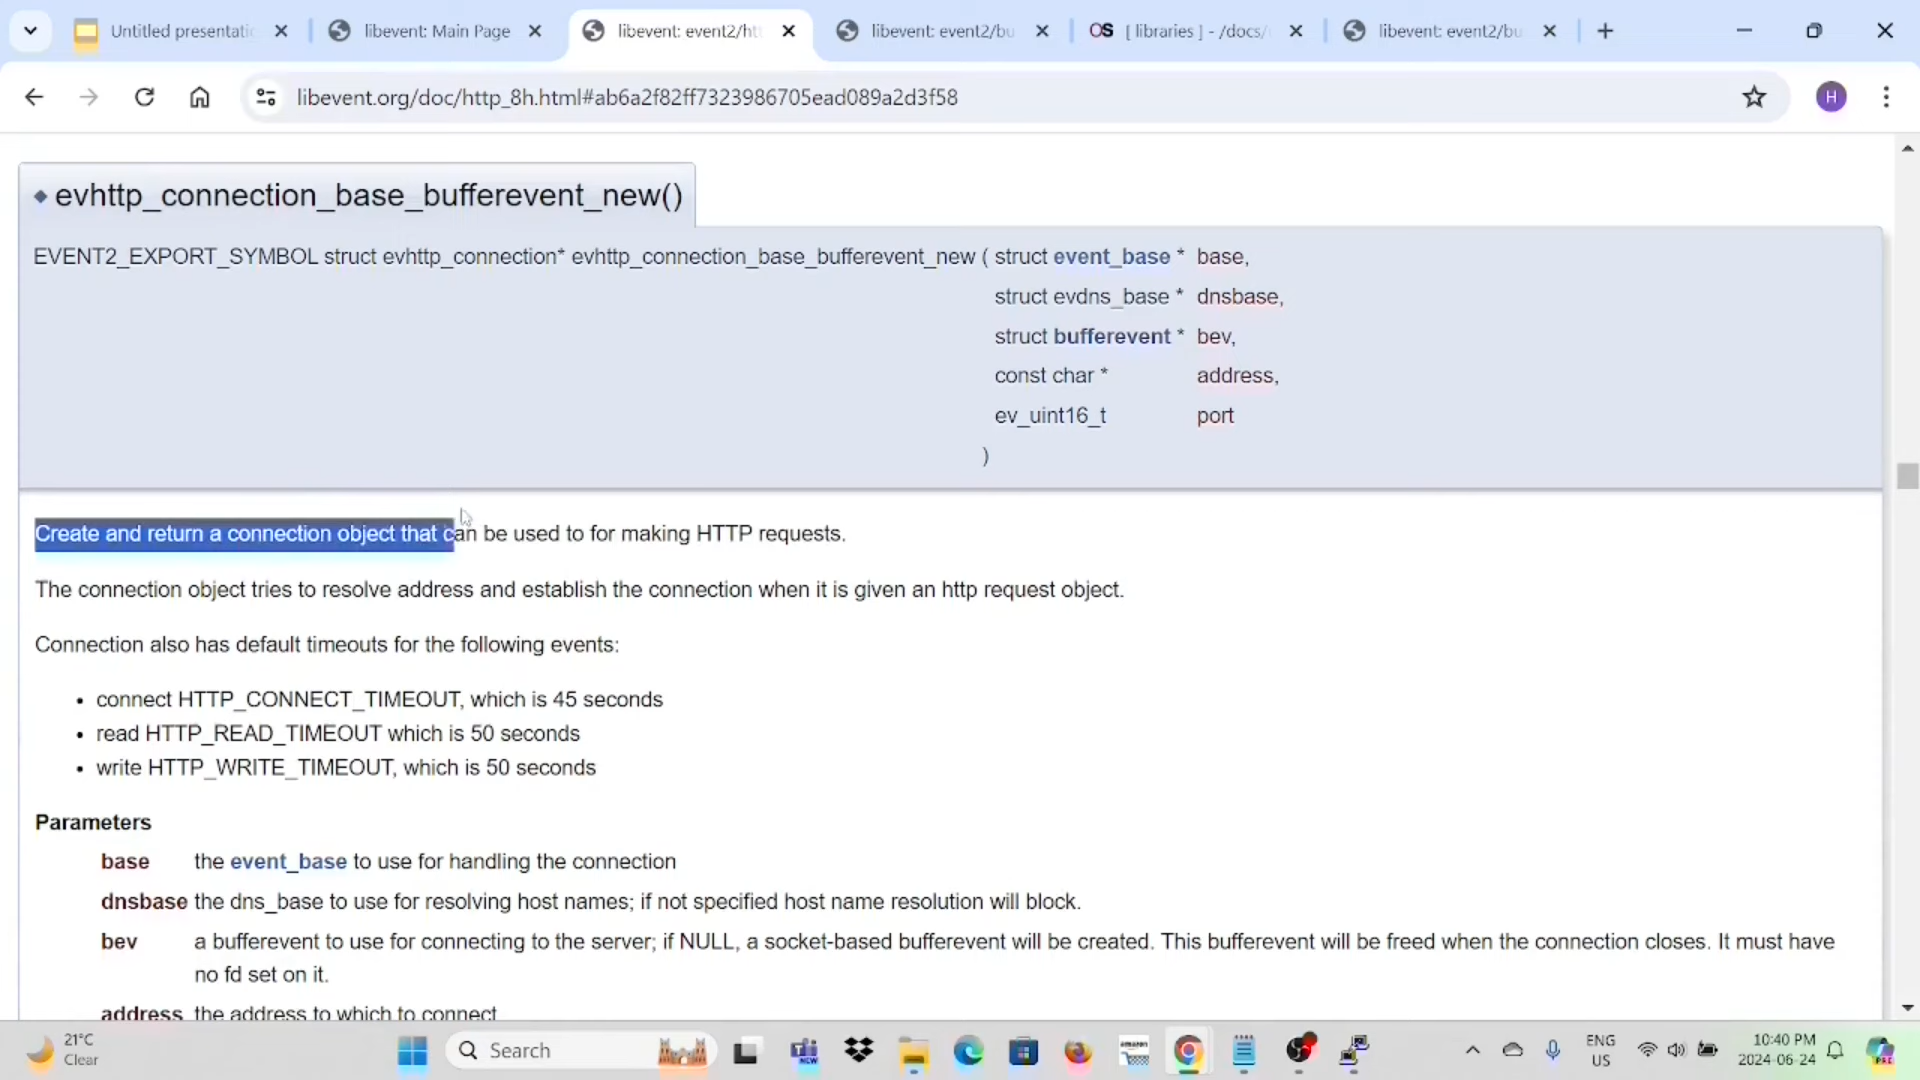 Untitled presentatio
libevent: Main Page
libevent: event2/htt
libevent: event2/bu
OS [ libraries ] - /docs/
libevent: event2/bu
libevent.org/doc/http_8h.html#ab6a2f82ff7323986705ead089a2d3f58
H
evhttp_connection_base_bufferevent_new()
EVENT2_EXPORT_SYMBOL struct evhttp_connection* evhttp_connection_base_bufferevent_new ( struct event_base * base,
struct evdns_base * dnsbase,
struct bufferevent * bev,
const char * address,
ev_uint16_t port
)
Create and return a connection object that can be used to for making HTTP requests.
The connection object tries to resolve address and establish the connection when it is given an http request object.
Connection also has default timeouts for the following events:
• connect HTTP_CONNECT_TIMEOUT, which is 45 seconds
• read HTTP_READ_TIMEOUT which is 50 seconds
• write HTTP_WRITE_TIMEOUT, which is 50 seconds
Parameters
base the event_base to use for handling the connection
dnsbase the dns_base to use for resolving host names; if not specified host name resolution will block.
bev a bufferevent to use for connecting to the server; if NULL, a socket-based bufferevent will be created. This bufferevent will be freed when the connection closes. It must have
no fd set on it.
address the address to which to connect
21°C
Clear
Search
NEW
amazon
ENG
US
10:40 PM
2024-06-24
PRE